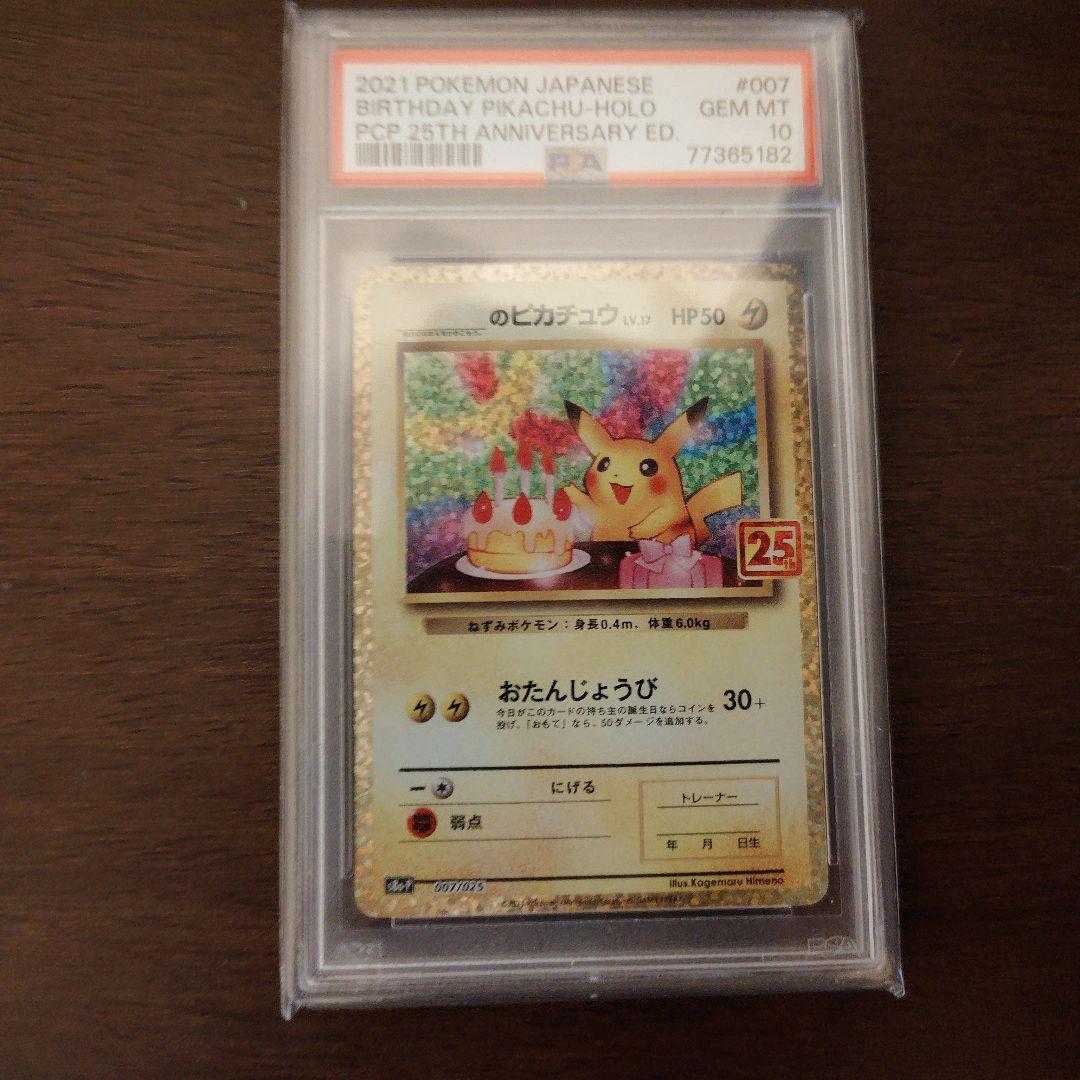 2021 POKEMON JAPANESE #007
BIRTHDAY PIKACHU-HOLO GEM MT
PCP 25TH ANNIVERSARY ED. 10
PSA 77365182
のピカチュウ LV.17 HP50
25th
ねずみポケモン：身長0.4m、体重6.0kg
おたんじょうび 30+
今日がこのカードの持ち主の誕生日ならコインを
投げ、「おもて」なら、50ダメージを追加する。
にげる
弱点
トレーナー
年 月 日生
007/025 illus.Kagemaru Himeno
PSA